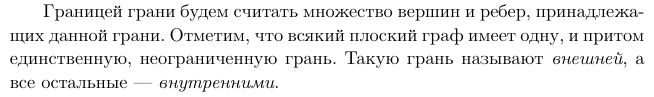 Границей грани будем считать множество вершин и ребер, принадлежа-
щих данной грани. Отметим, что всякий плоский граф имеет одну, и притом
единственную, неограниченную грань. Такую грань называют внешней, а
все остальные — внутренними.